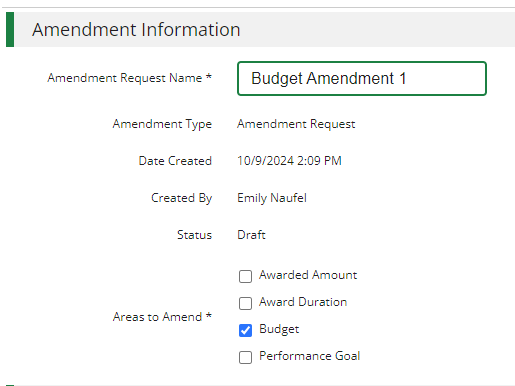 Amendment Information
Amendment Request Name * Budget Amendment 1
Amendment Type Amendment Request
Date Created 10/9/2024 2:09 PM
Created By Emily Naufel
Status Draft
Areas to Amend *
Awarded Amount
Award Duration
Budget
Performance Goal